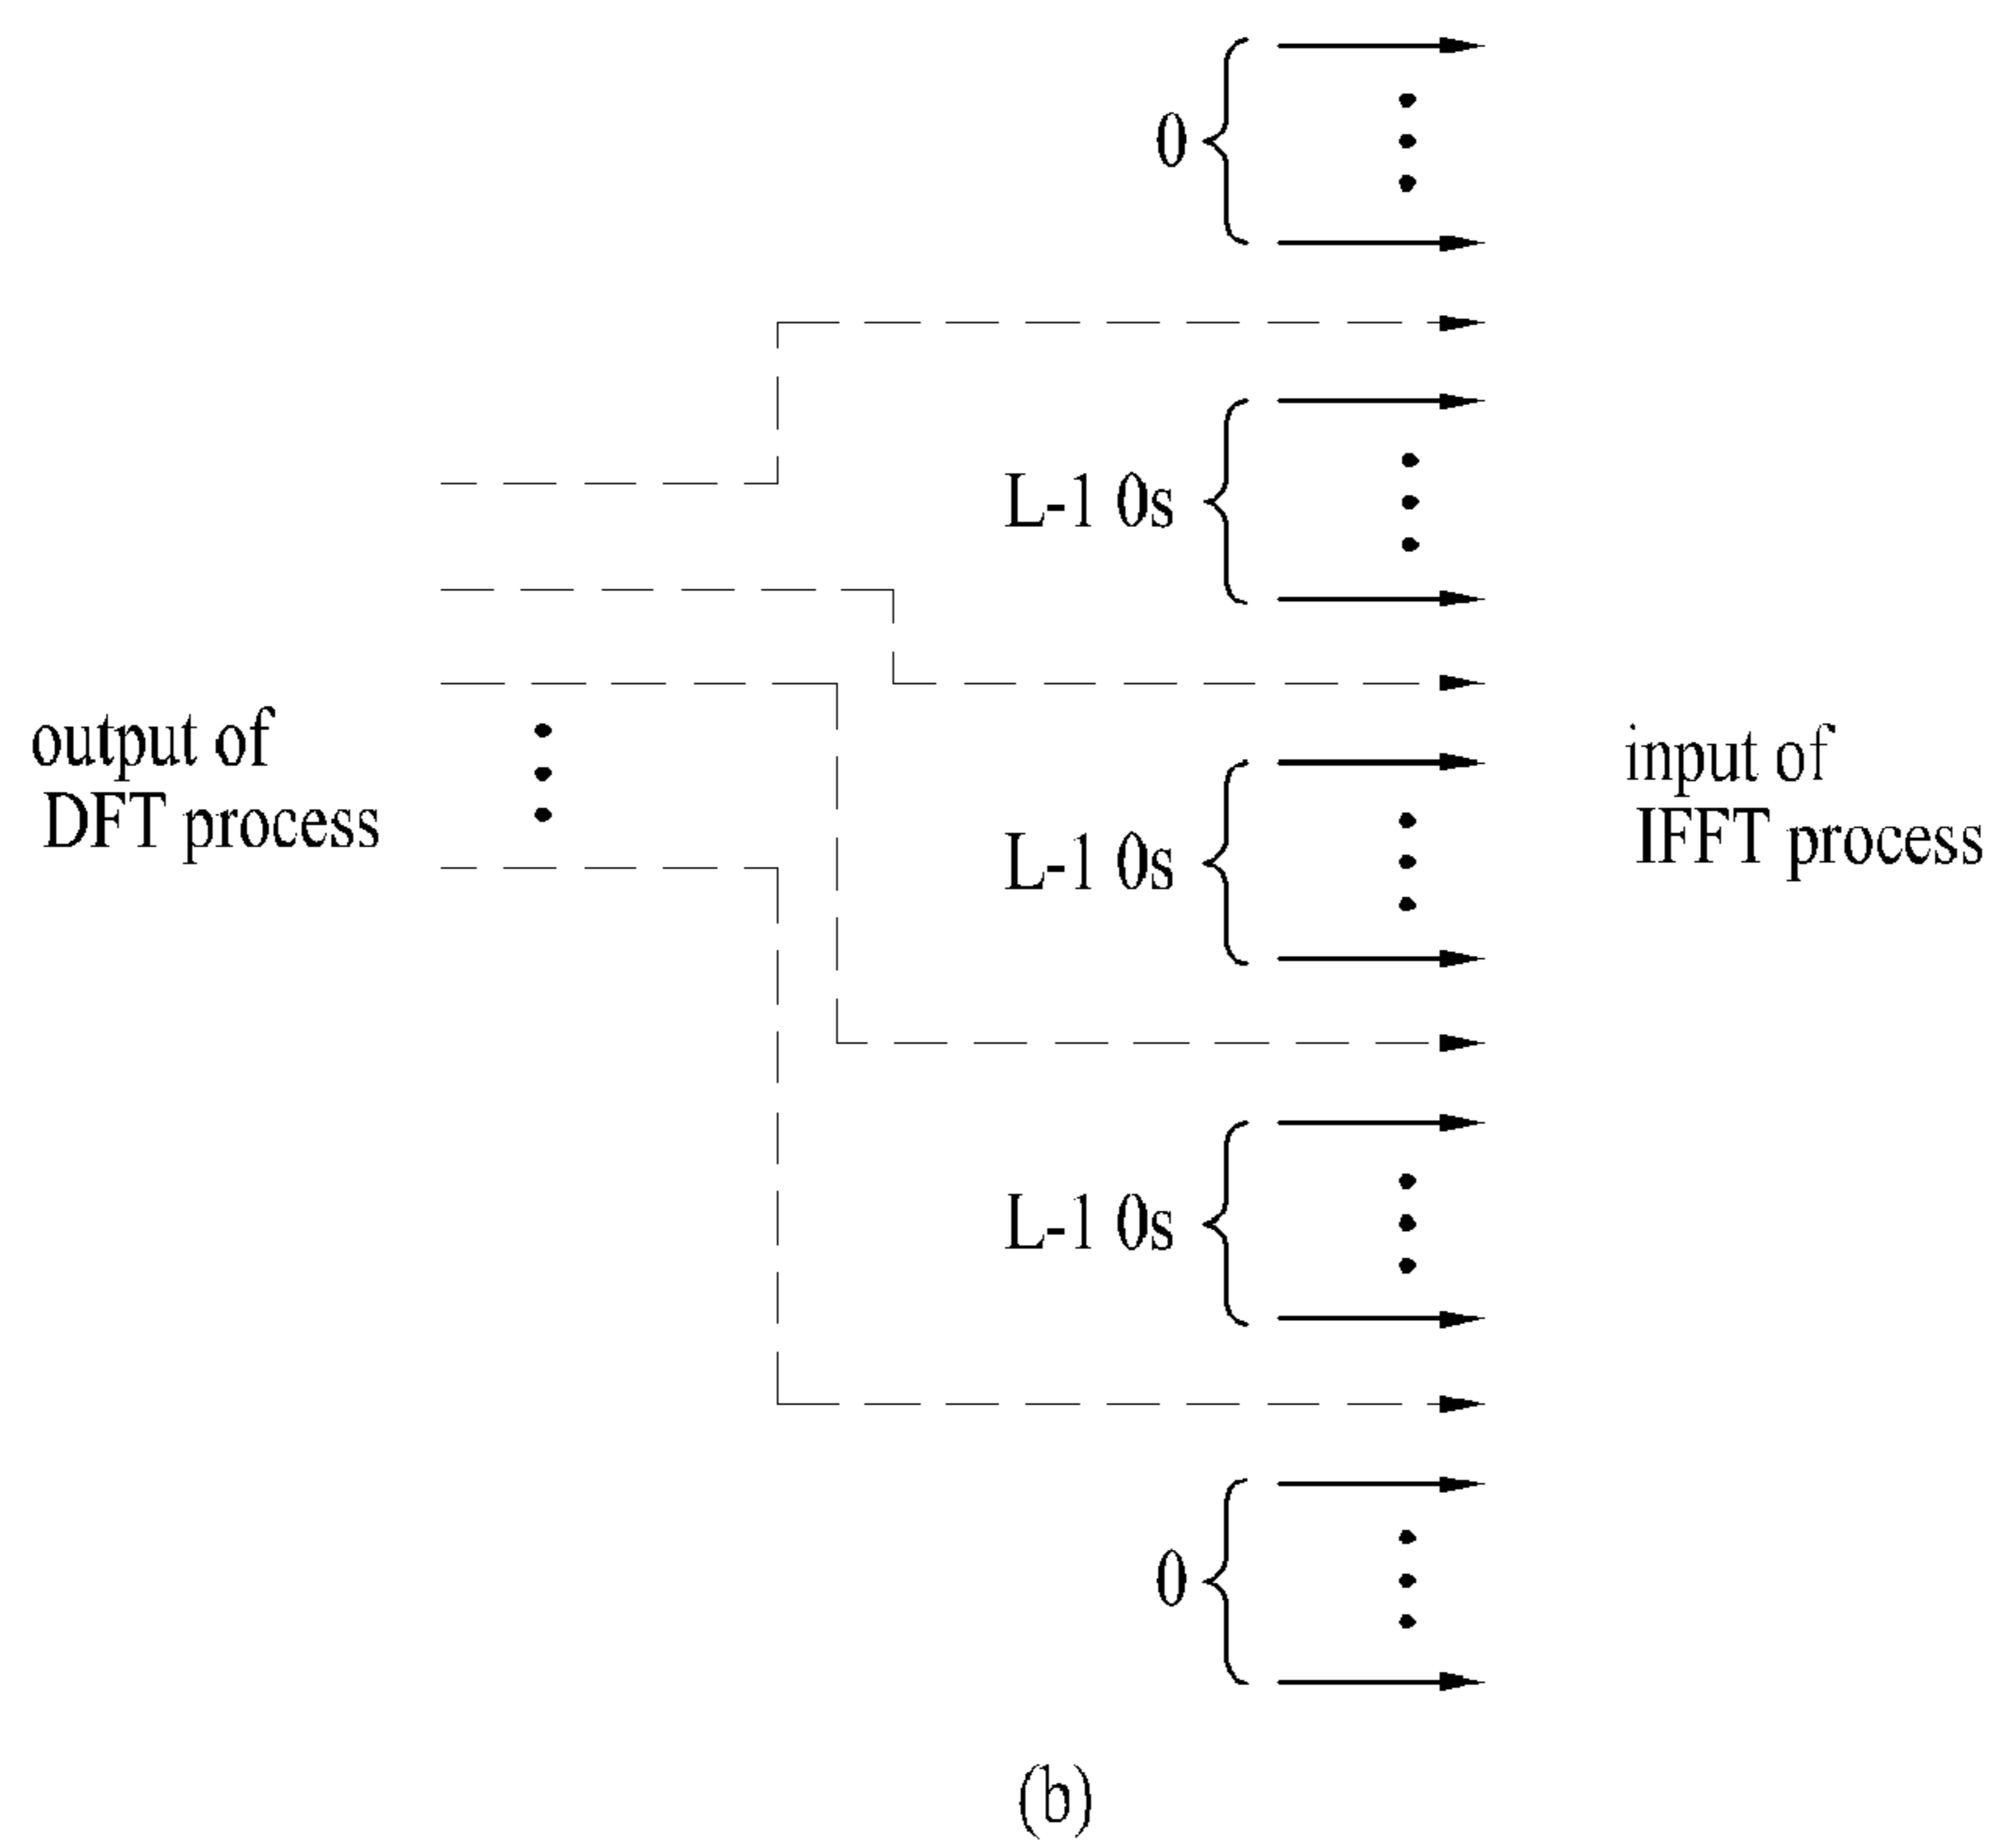 0
L-1 0s
output of
DFT process
L-1 0s
input of
IFFT process
L-1 0s
0
(b)